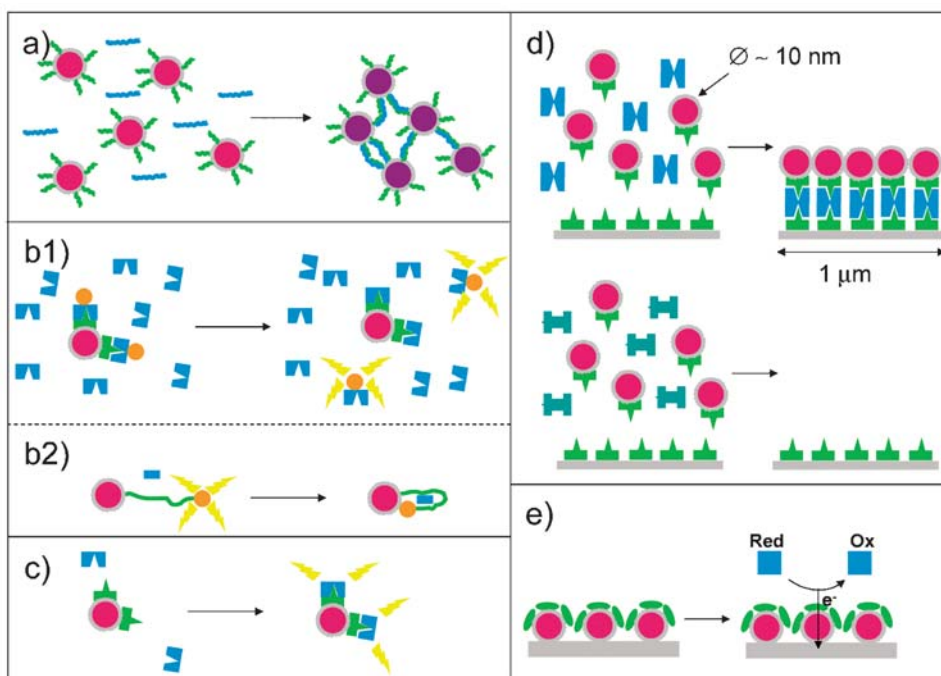 a)
b1)
b2)
c)
d)
∅ ~ 10 nm
1 µm
e)
Red
Ox
e-